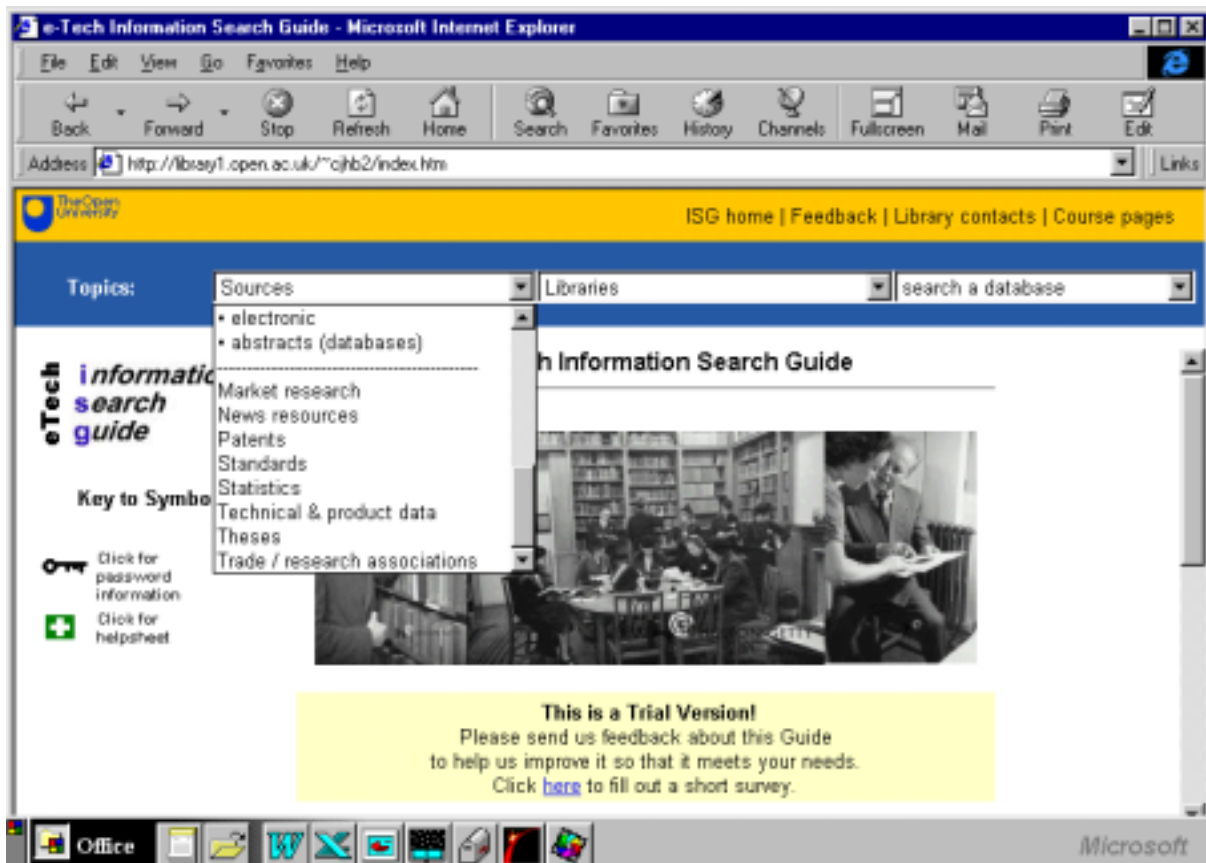 e-Tech Information Search Guide - Microsoft Internet Explorer
File Edit View Go Favorites Help
Back Forward Stop Refresh Home Search Favorites History Channels Fullscreen Mail Print Edit
Address http://library1.open.ac.uk/~cjhb2/index.htm Links
The Open
University
ISG home | Feedback | Library contacts | Course pages
Topics: Sources Libraries search a database
• electronic
• abstracts (databases)
------------------------------------------------
Market research
News resources
Patents
Standards
Statistics
Technical & product data
Theses
Trade / research associations
h Information Search Guide
eTech
informatic
search
guide
Key to Symbo
Click for
password
information
Click for
helpsheet
This is a Trial Version!
Please send us feedback about this Guide
to help us improve it so that it meets your needs.
Click here to fill out a short survey.
Office
Microsoft